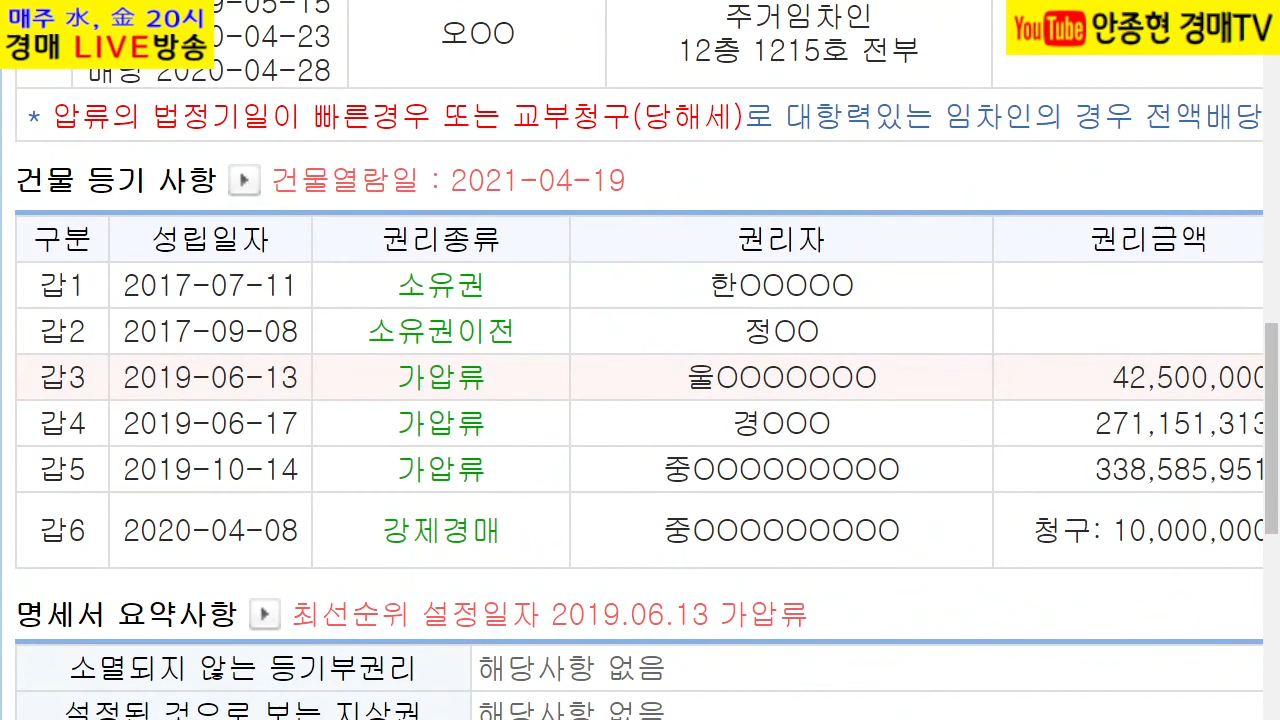 매주 水, 金 20시
경매 LIVE방송
YouTube 안종현 경매TV
9-05-15
0-04-23
배당 2020-04-28
오OO
주거임차인
12층 1215호 전부
* 압류의 법정기일이 빠른경우 또는 교부청구(당해세)로 대항력있는 임차인의 경우 전액배당
건물 등기 사항 건물열람일 : 2021-04-19
구분 성립일자 권리종류 권리자 권리금액
갑1 2017-07-11 소유권 한OOOOO
갑2 2017-09-08 소유권이전 정OO
갑3 2019-06-13 가압류 울OOOOOOO 42,500,000
갑4 2019-06-17 가압류 경OOO 271,151,313
갑5 2019-10-14 가압류 중OOOOOOOOO 338,585,951
갑6 2020-04-08 강제경매 중OOOOOOOOO 청구: 10,000,000
명세서 요약사항 최선순위 설정일자 2019.06.13 가압류
소멸되지 않는 등기부권리 해당사항 없음
설정된 것으로 보는 지상권 해당사항 없음